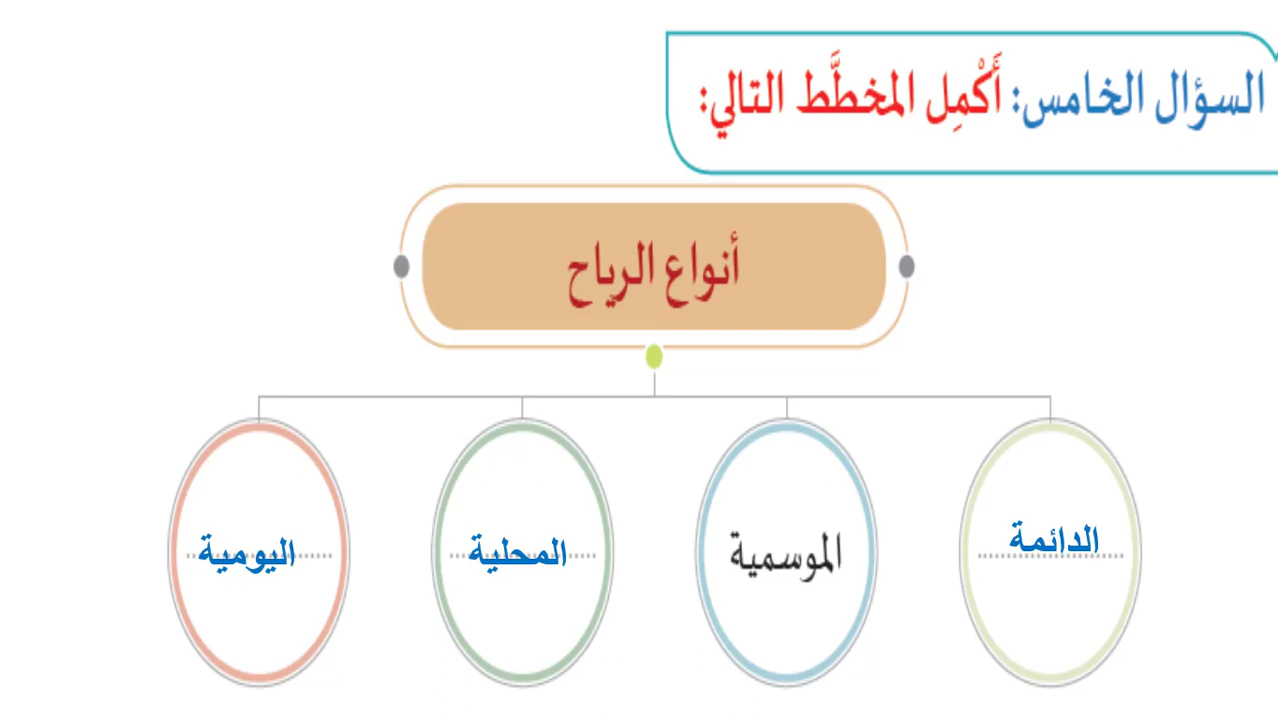 السؤال الخامس: أَكْمِل المخطَّط التالي:
أنواع الرياح
الدائمة
الموسمية
المحلية
اليومية